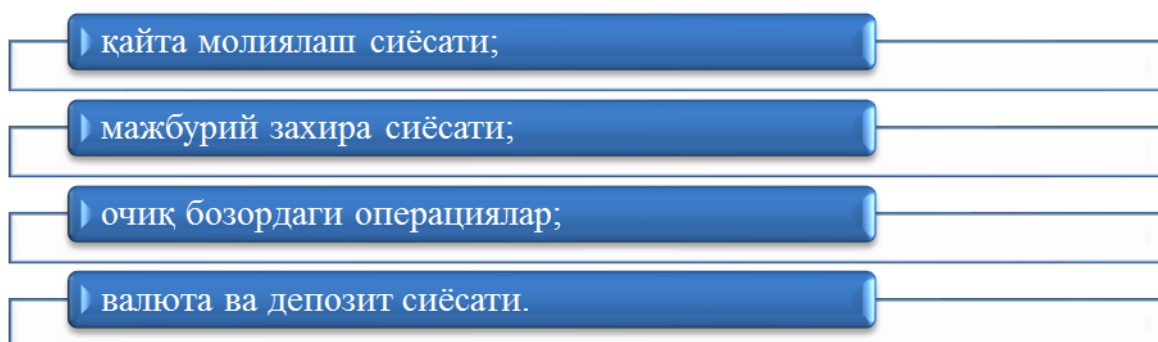 қайта молиялаш сиёсати;
мажбурий захира сиёсати;
очиқ бозордаги операциялар;
валюта ва депозит сиёсати.